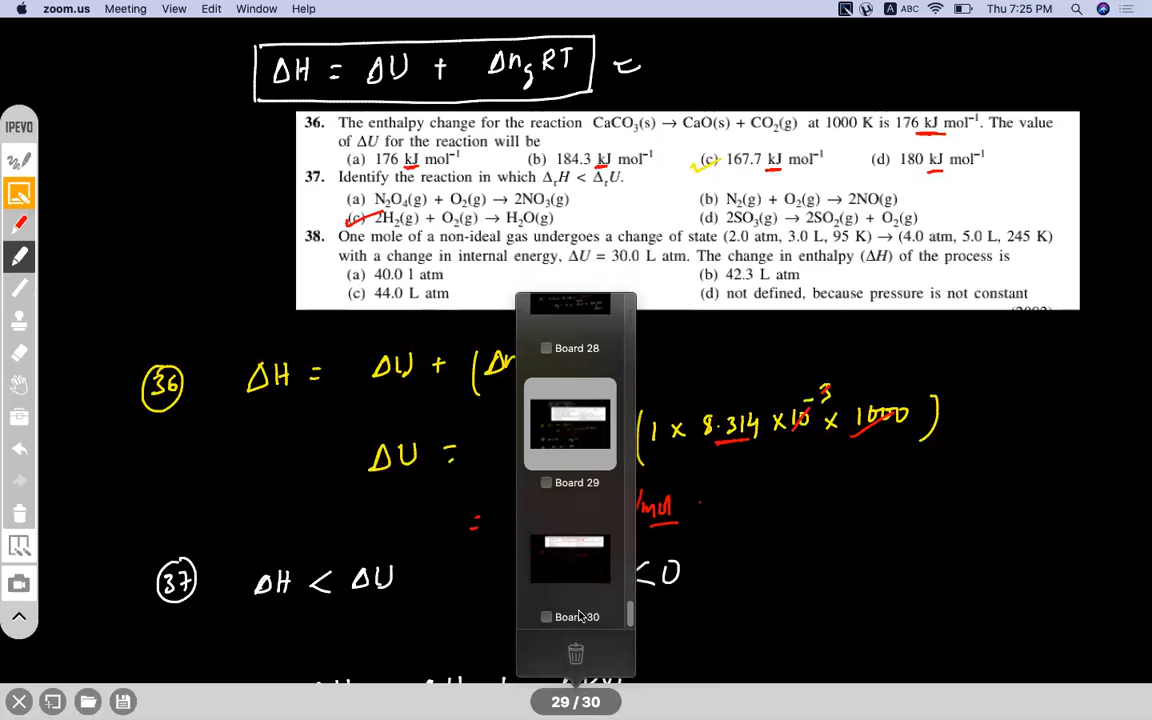 zoom.us Meeting View Edit Window Help
ABC Thu 7:25 PM
ΔH = ΔU + Δn_g RT
IPEVO
36. The enthalpy change for the reaction CaCO₃(s) → CaO(s) + CO₂(g) at 1000 K is 176 kJ mol⁻¹. The value
of ΔU for the reaction will be
(a) 176 kJ mol⁻¹ (b) 184.3 kJ mol⁻¹ (c) 167.7 kJ mol⁻¹ (d) 180 kJ mol⁻¹
37. Identify the reaction in which ΔᵣH < ΔᵣU.
(a) N₂O₄(g) + O₂(g) → 2NO₃(g) (b) N₂(g) + O₂(g) → 2NO(g)
(c) 2H₂(g) + O₂(g) → H₂O(g) (d) 2SO₃(g) → 2SO₂(g) + O₂(g)
38. One mole of a non-ideal gas undergoes a change of state (2.0 atm, 3.0 L, 95 K) → (4.0 atm, 5.0 L, 245 K)
with a change in internal energy, ΔU = 30.0 L atm. The change in enthalpy (ΔH) of the process is
(a) 40.0 l atm (b) 42.3 L atm
(c) 44.0 L atm (d) not defined, because pressure is not constant
Board 28
36 ΔH = ΔU + (Δn
(1 × 8.314 × 10⁻³ × 1000)
ΔU =
Board 29
= /mol
37 ΔH < ΔU < 0
Board 30
29 / 30